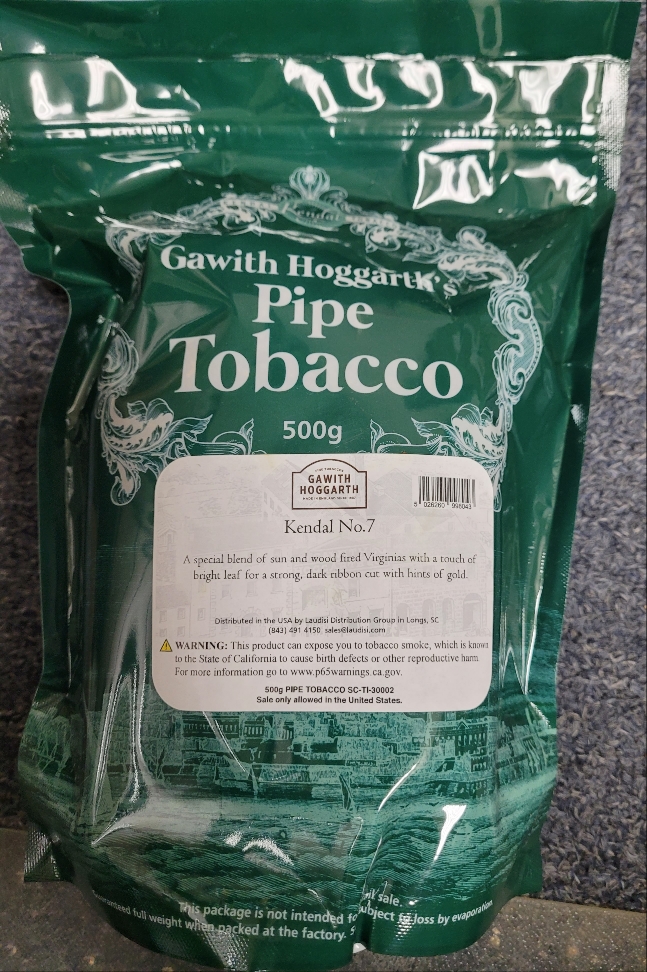 Kendal
Gawith Hoggarth's
Pipe
Tobacco
500g
GAWITH
HOGGARTH
5 026260 998043
Kendal No.7
A special blend of sun and wood fired Virginias with a touch of
bright leaf for a strong, dark ribbon cut with hints of gold.
Distributed in the USA by Laudisi Distribution Group in Longs, SC
(843) 491 4150 sales@laudisi.com
WARNING: This product can expose you to tobacco smoke, which is known
to the State of California to cause birth defects or other reproductive harm
For more information go to www.p65warnings.ca.gov.
500g PIPE TOBACCO SC-TI-30002
Sale only allowed in the United States.
This package is not intended for sale.
full weight when packed at the factory. subject to loss by evaporation